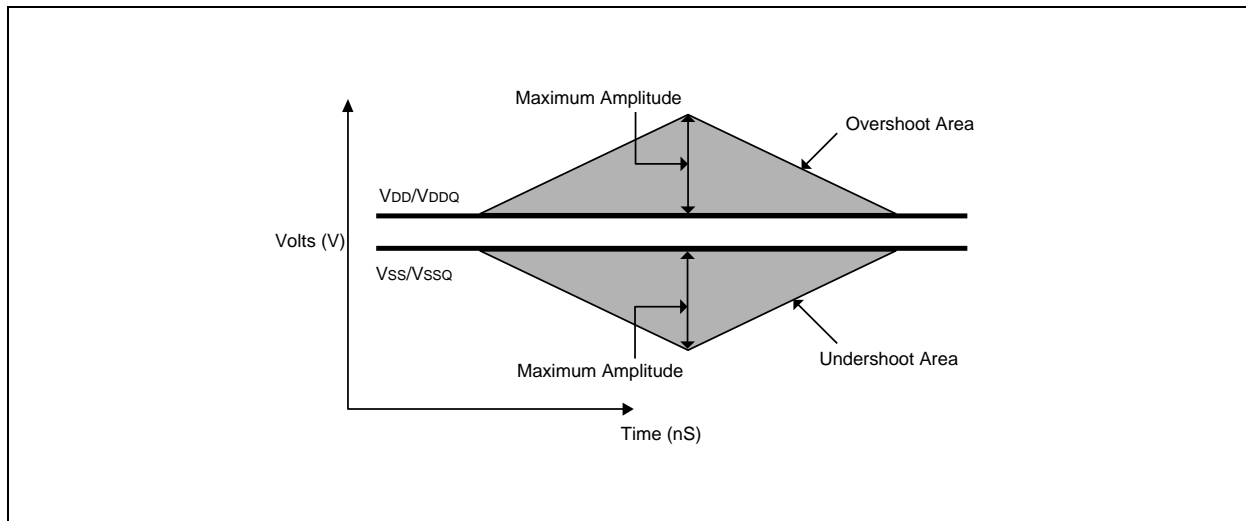 Maximum Amplitude
Overshoot Area
VDD/VDDQ
Volts (V)
VSS/VSSQ
Undershoot Area
Maximum Amplitude
Time (nS)